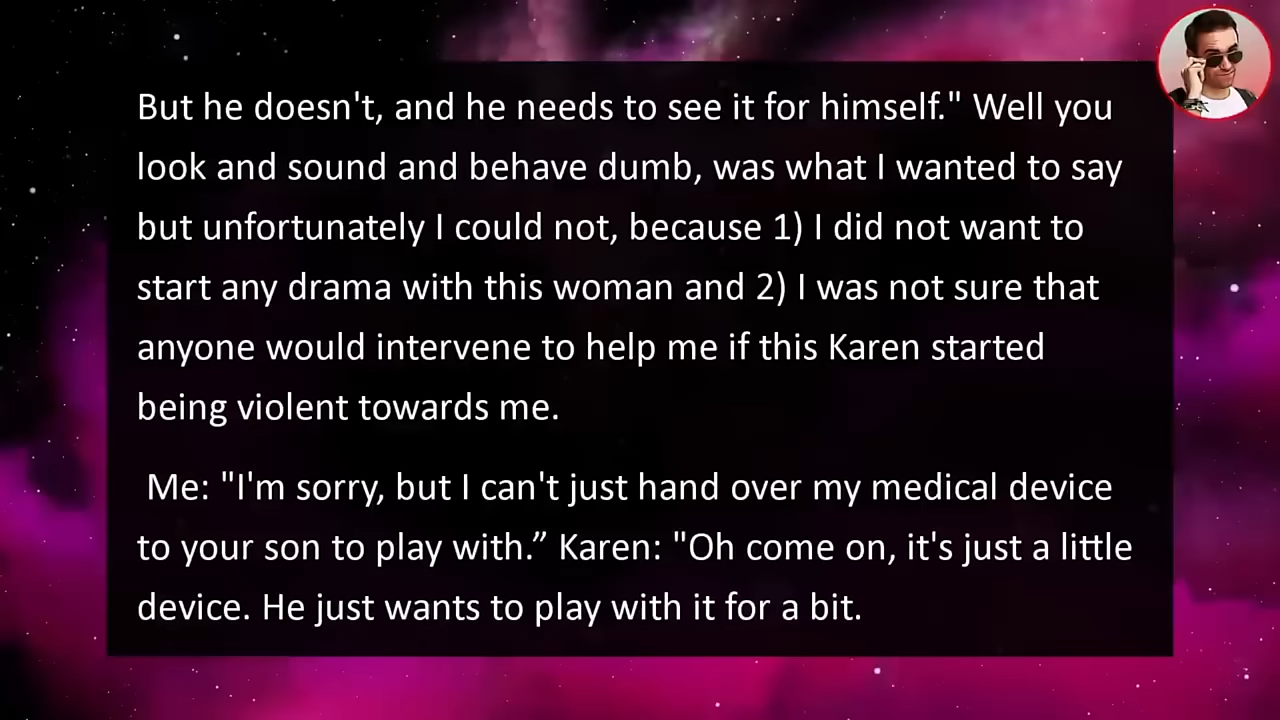 But he doesn't, and he needs to see it for himself." Well you
look and sound and behave dumb, was what I wanted to say
but unfortunately I could not, because 1) I did not want to
start any drama with this woman and 2) I was not sure that
anyone would intervene to help me if this Karen started
being violent towards me.
Me: "I'm sorry, but I can't just hand over my medical device
to your son to play with.” Karen: "Oh come on, it's just a little
device. He just wants to play with it for a bit.